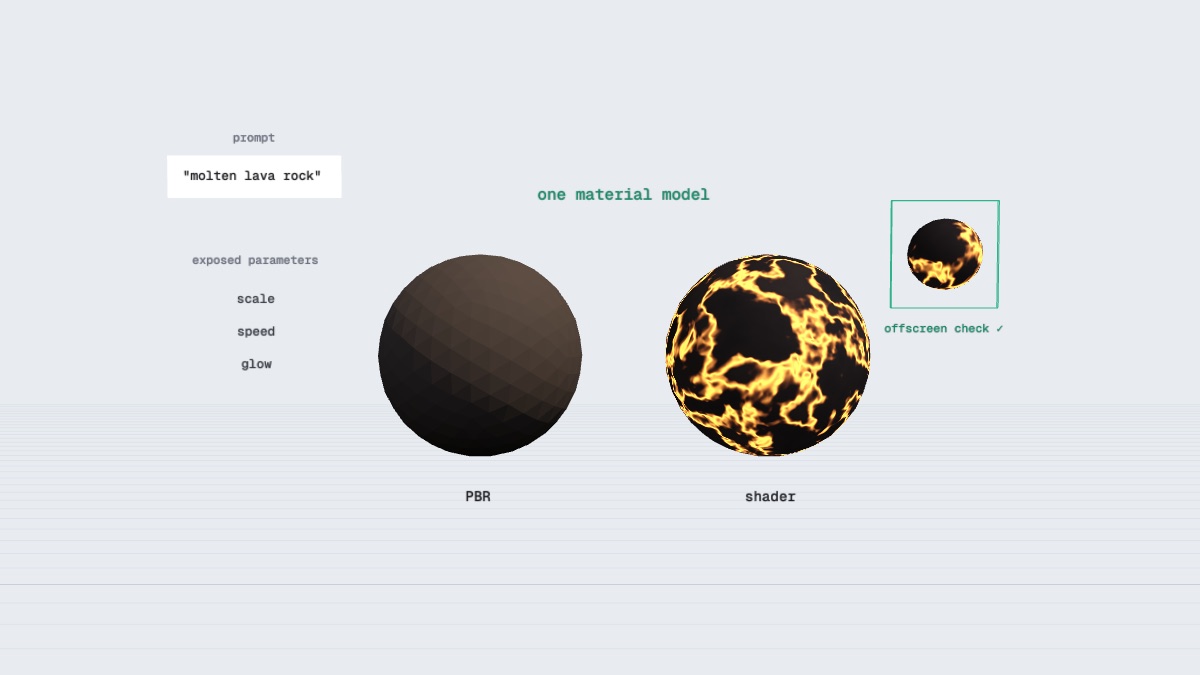 prompt
"molten lava rock"
one material model
exposed parameters
scale
speed
glow
offscreen check ✓
PBR
shader